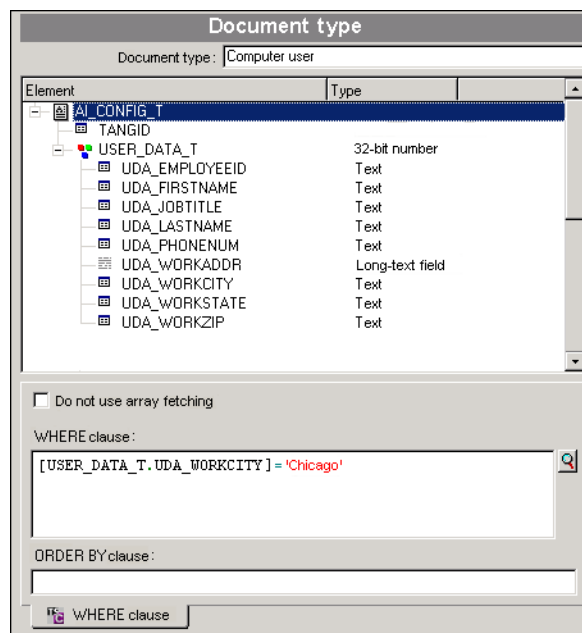 Document type
Document type: Computer user
Element Type
AI_CONFIG_T
TANGID
USER_DATA_T 32-bit number
UDA_EMPLOYEEID Text
UDA_FIRSTNAME Text
UDA_JOBTITLE Text
UDA_LASTNAME Text
UDA_PHONENUM Text
UDA_WORKADDR Long-text field
UDA_WORKCITY Text
UDA_WORKSTATE Text
UDA_WORKZIP Text
Do not use array fetching
WHERE clause:
[USER_DATA_T.UDA_WORKCITY]='Chicago'
ORDER BY clause:
WHERE clause